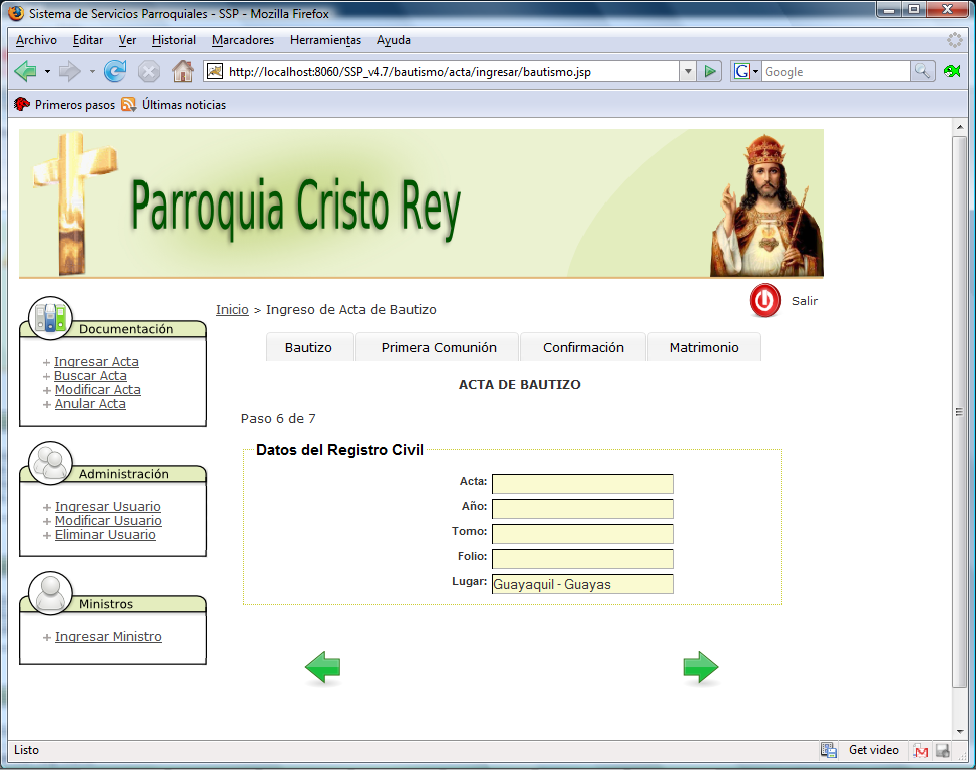 Sistema de Servicios Parroquiales - SSP - Mozilla Firefox
Archivo Editar Ver Historial Marcadores Herramientas Ayuda
http://localhost:8060/SSP_v4.7/bautismo/acta/ingresar/bautismo.jsp
G Google
Primeros pasos Últimas noticias
Parroquia Cristo Rey
Salir
Inicio > Ingreso de Acta de Bautizo
Bautizo Primera Comunión Confirmación Matrimonio
Documentación
+ Ingresar Acta
+ Buscar Acta
+ Modificar Acta
+ Anular Acta
Administración
+ Ingresar Usuario
+ Modificar Usuario
+ Eliminar Usuario
Ministros
+ Ingresar Ministro
ACTA DE BAUTIZO
Paso 6 de 7
Datos del Registro Civil
Acta:
Año:
Tomo:
Folio:
Lugar: Guayaquil - Guayas
Listo
Get video